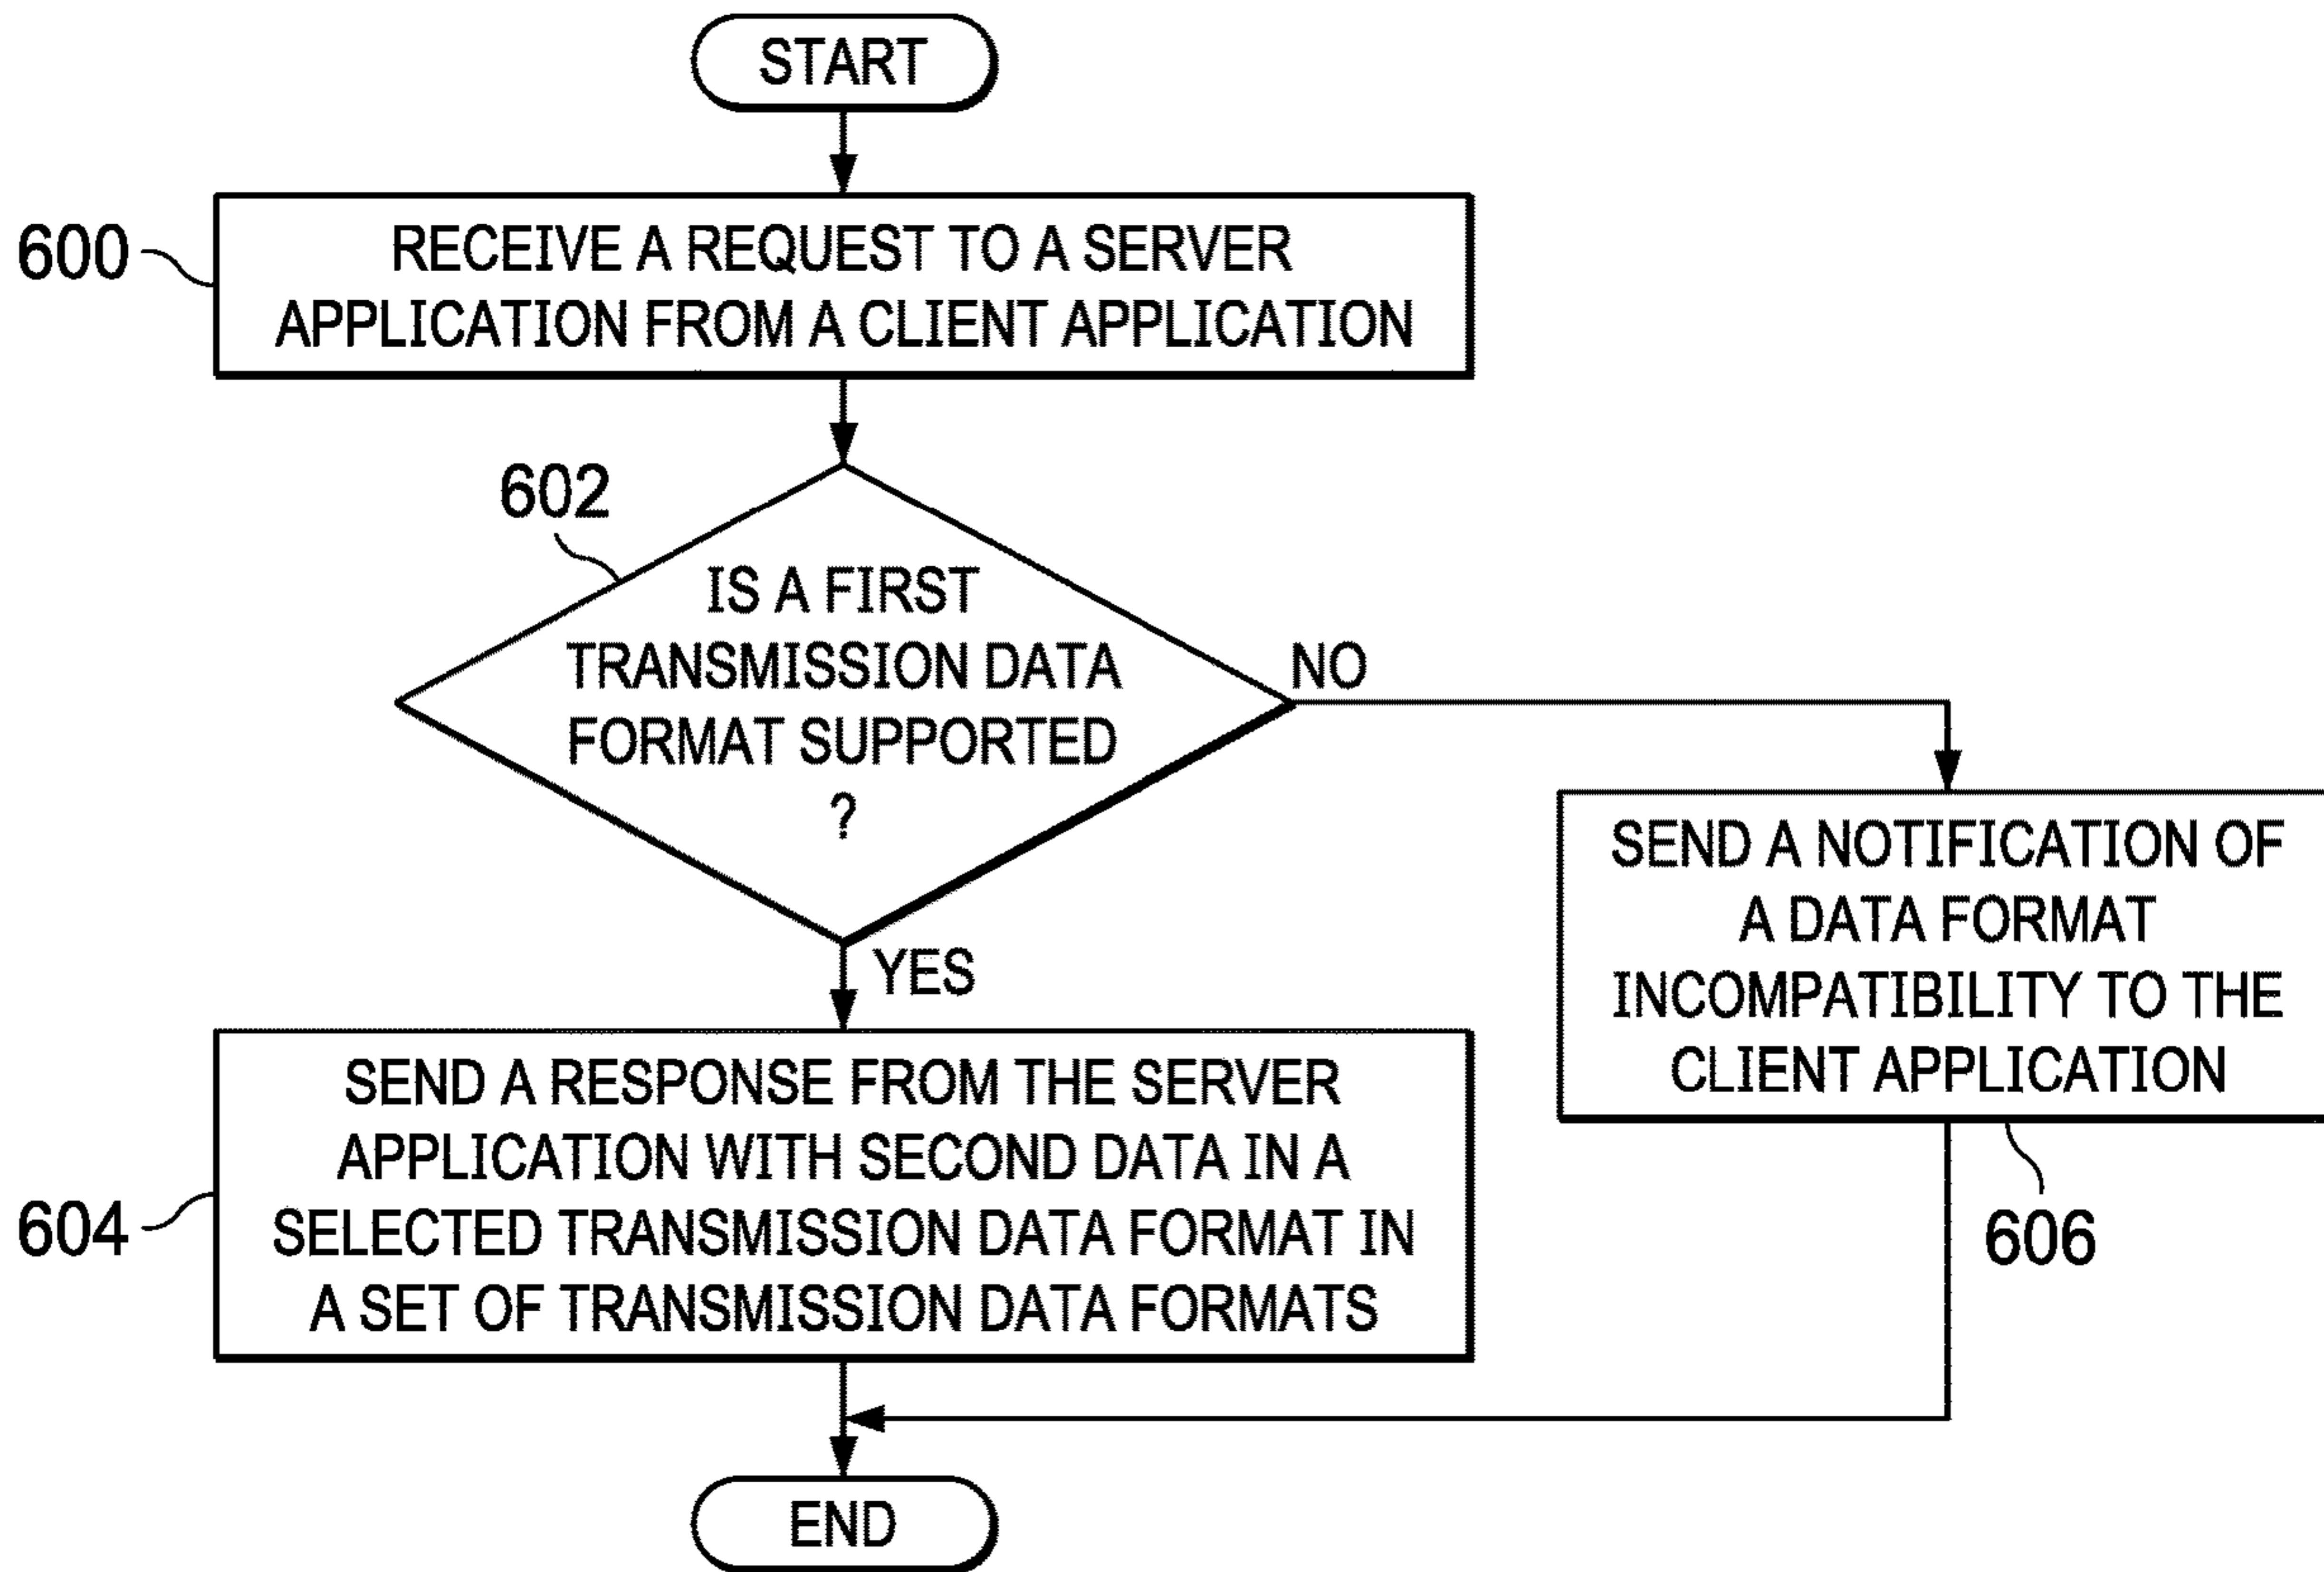 START
600
RECEIVE A REQUEST TO A SERVER
APPLICATION FROM A CLIENT APPLICATION
602
IS A FIRST
TRANSMISSION DATA
FORMAT SUPPORTED
?
NO
YES
SEND A NOTIFICATION OF
A DATA FORMAT
INCOMPATIBILITY TO THE
CLIENT APPLICATION
606
604
SEND A RESPONSE FROM THE SERVER
APPLICATION WITH SECOND DATA IN A
SELECTED TRANSMISSION DATA FORMAT IN
A SET OF TRANSMISSION DATA FORMATS
END